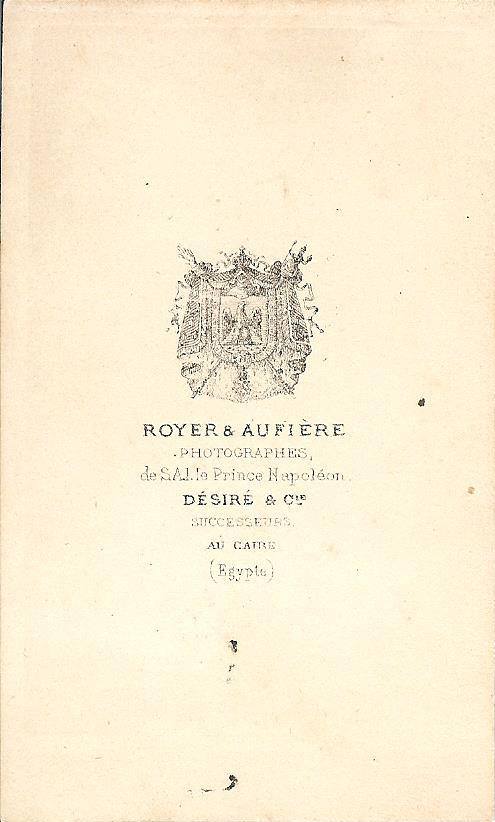 ROYER & AUFIÈRE
PHOTOGRAPHES,
de S.A.I. le Prince Napoléon.
DÉSIRÉ & Cie
SUCCESSEURS.
AU CAIRE
(Egypte)